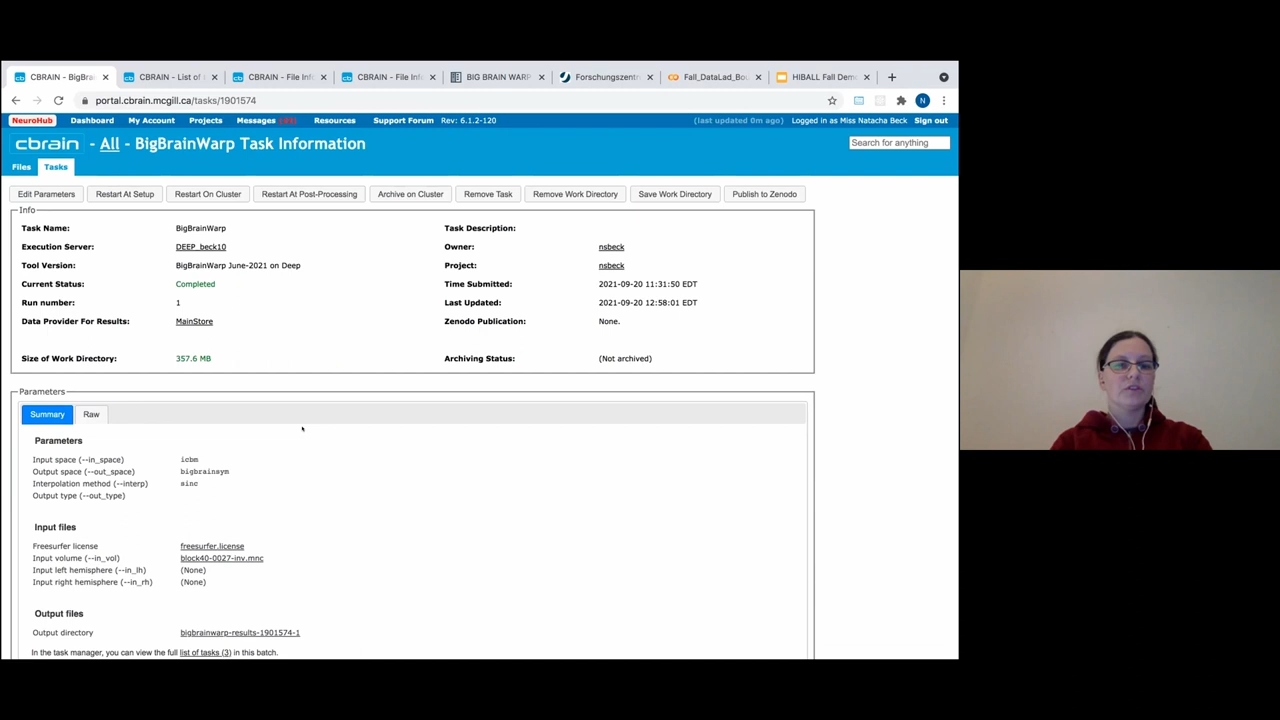 CBRAIN - BigBra
CBRAIN - List of
CBRAIN - File Inf
CBRAIN - File Inf
BIG BRAIN WARP
Forschungszentr
Fall_DataLad_Bou
HIBALL Fall Dem
portal.cbrain.mcgill.ca/tasks/1901574
NeuroHub Dashboard My Account Projects Messages Resources Support Forum Rev: 6.1.2-120 (last updated 0m ago) Logged in as Miss Natacha Beck Sign out
cbrain - All - BigBrainWarp Task Information Search for anything
Files Tasks
Edit Parameters Restart At Setup Restart On Cluster Restart At Post-Processing Archive on Cluster Remove Task Remove Work Directory Save Work Directory Publish to Zenodo
Info
Task Name: BigBrainWarp Task Description:
Execution Server: DEEP_beck10 Owner: nsbeck
Tool Version: BigBrainWarp June-2021 on Deep Project: nsbeck
Current Status: Completed Time Submitted: 2021-09-20 11:31:50 EDT
Run number: 1 Last Updated: 2021-09-20 12:58:01 EDT
Data Provider For Results: MainStore Zenodo Publication: None.
Size of Work Directory: 357.6 MB Archiving Status: (Not archived)
Parameters
Summary Raw
Parameters
Input space (--in_space) icbm
Output space (--out_space) bigbrainsym
Interpolation method (--interp) sinc
Output type (--out_type)
Input files
Freesurfer license freesurfer.license
Input volume (--in_vol) block40-0027-inv.mnc
Input left hemisphere (--in_lh) (None)
Input right hemisphere (--in_rh) (None)
Output files
Output directory bigbrainwarp-results-1901574-1
In the task manager, you can view the full list of tasks (3) in this batch.